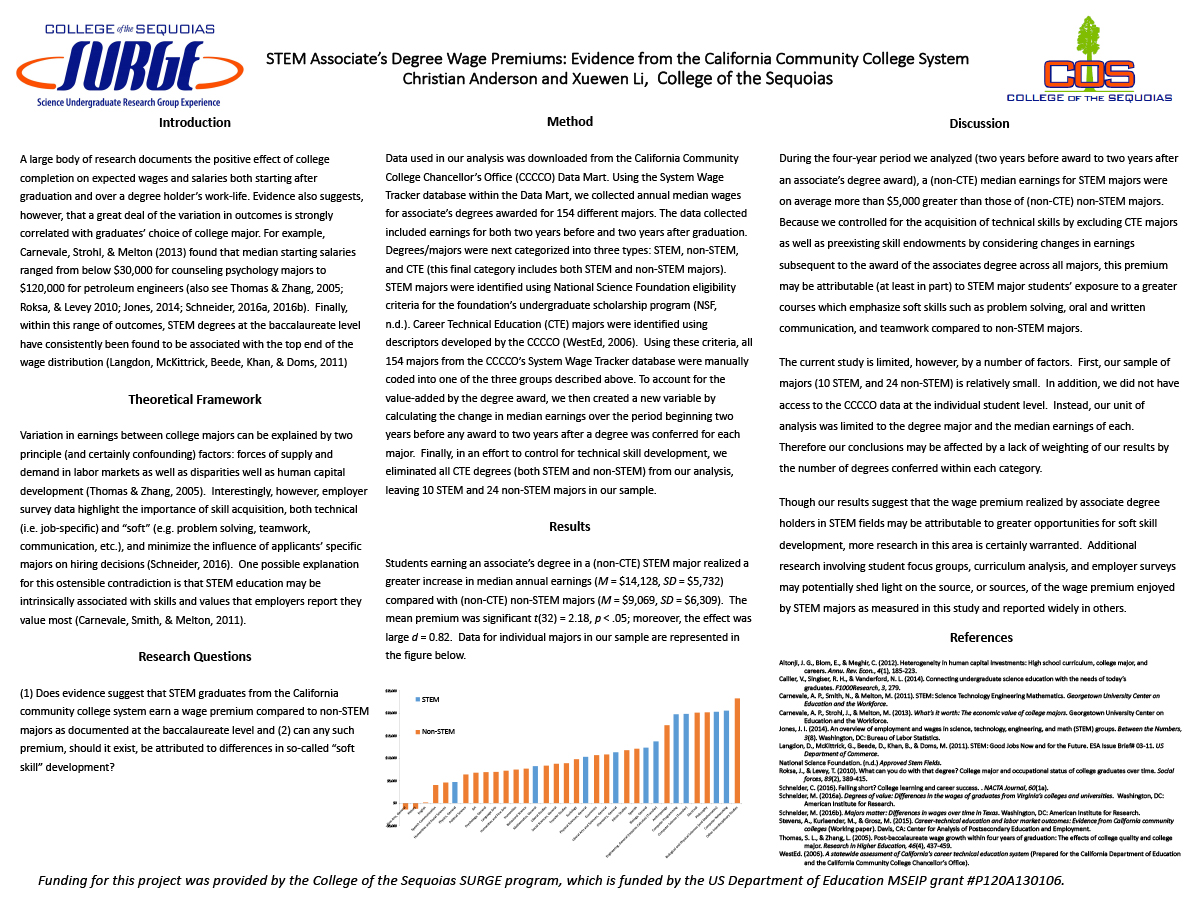 COLLEGE of the SEQUOIAS
SURGE
Science Undergraduate Research Group Experience
STEM Associate's Degree Wage Premiums: Evidence from the California Community College System
Christian Anderson and Xuewen Li, College of the Sequoias
COS
COLLEGE OF THE SEQUOIAS
Introduction
A large body of research documents the positive effect of college
completion on expected wages and salaries both starting after
graduation and over a degree holder's work-life. Evidence also suggests,
however, that a great deal of the variation in outcomes is strongly
correlated with graduates' choice of college major. For example,
Carnevale, Strohl, & Melton (2013) found that median starting salaries
ranged from below $30,000 for counseling psychology majors to
$120,000 for petroleum engineers (also see Thomas & Zhang, 2005;
Roksa, & Levey 2010; Jones, 2014; Schneider, 2016a, 2016b). Finally,
within this range of outcomes, STEM degrees at the baccalaureate level
have consistently been found to be associated with the top end of the
wage distribution (Langdon, McKittrick, Beede, Khan, & Doms, 2011)
Theoretical Framework
Variation in earnings between college majors can be explained by two
principle (and certainly confounding) factors: forces of supply and
demand in labor markets as well as disparities well as human capital
development (Thomas & Zhang, 2005). Interestingly, however, employer
survey data highlight the importance of skill acquisition, both technical
(i.e. job-specific) and "soft" (e.g. problem solving, teamwork,
communication, etc.), and minimize the influence of applicants' specific
majors on hiring decisions (Schneider, 2016). One possible explanation
for this ostensible contradiction is that STEM education may be
intrinsically associated with skills and values that employers report they
value most (Carnevale, Smith, & Melton, 2011).
Research Questions
(1) Does evidence suggest that STEM graduates from the California
community college system earn a wage premium compared to non-STEM
majors as documented at the baccalaureate level and (2) can any such
premium, should it exist, be attributed to differences in so-called "soft
skill" development?
Method
Data used in our analysis was downloaded from the California Community
College Chancellor's Office (CCCCO) Data Mart. Using the System Wage
Tracker database within the Data Mart, we collected annual median wages
for associate's degrees awarded for 154 different majors. The data collected
included earnings for both two years before and two years after graduation.
Degrees/majors were next categorized into three types: STEM, non-STEM,
and CTE (this final category includes both STEM and non-STEM majors).
STEM majors were identified using National Science Foundation eligibility
criteria for the foundation's undergraduate scholarship program (NSF,
n.d.). Career Technical Education (CTE) majors were identified using
descriptors developed by the CCCCO (WestEd, 2006). Using these criteria, all
154 majors from the CCCCO's System Wage Tracker database were manually
coded into one of the three groups described above. To account for the
value-added by the degree award, we then created a new variable by
calculating the change in median earnings over the period beginning two
years before any award to two years after a degree was conferred for each
major. Finally, in an effort to control for technical skill development, we
eliminated all CTE degrees (both STEM and non-STEM) from our analysis,
leaving 10 STEM and 24 non-STEM majors in our sample.
Results
Students earning an associate's degree in a (non-CTE) STEM major realized a
greater increase in median annual earnings (M = $14,128, SD = $5,732)
compared with (non-CTE) non-STEM majors (M = $9,069, SD = $6,309). The
mean premium was significant t(32) = 2.18, p < .05; moreover, the effect was
large d = 0.82. Data for individual majors in our sample are represented in
the figure below.
STEM
Non-STEM
Discussion
During the four-year period we analyzed (two years before award to two years after
an associate's degree award), a (non-CTE) median earnings for STEM majors were
on average more than $5,000 greater than those of (non-CTE) non-STEM majors.
Because we controlled for the acquisition of technical skills by excluding CTE majors
as well as preexisting skill endowments by considering changes in earnings
subsequent to the award of the associates degree across all majors, this premium
may be attributable (at least in part) to STEM major students' exposure to a greater
courses which emphasize soft skills such as problem solving, oral and written
communication, and teamwork compared to non-STEM majors.
The current study is limited, however, by a number of factors. First, our sample of
majors (10 STEM, and 24 non-STEM) is relatively small. In addition, we did not have
access to the CCCCO data at the individual student level. Instead, our unit of
analysis was limited to the degree major and the median earnings of each.
Therefore our conclusions may be affected by a lack of weighting of our results by
the number of degrees conferred within each category.
Though our results suggest that the wage premium realized by associate degree
holders in STEM fields may be attributable to greater opportunities for soft skill
development, more research in this area is certainly warranted. Additional
research involving student focus groups, curriculum analysis, and employer surveys
may potentially shed light on the source, or sources, of the wage premium enjoyed
by STEM majors as measured in this study and reported widely in others.
References
Altonji, J. G., Blom, E., & Meghir, C. (2012). Heterogeneity in human capital investments: High school curriculum, college major, and
careers. Annu. Rev. Econ., 4(1), 185-223.
Callier, V., Singiser, R. H., & Vanderford, N. L. (2014). Connecting undergraduate science education with the needs of today's
graduates. F1000Research, 3, 279.
Carnevale, A. P., Smith, N., & Melton, M. (2011). STEM: Science Technology Engineering Mathematics. Georgetown University Center on
Education and the Workforce.
Carnevale, A. P., Strohl, J., & Melton, M. (2013). What's it worth: The economic value of college majors. Georgetown University Center on
Education and the Workforce.
Jones, J. I. (2014). An overview of employment and wages in science, technology, engineering, and math (STEM) groups. Between the Numbers,
3(8). Washington, DC: Bureau of Labor Statistics.
Langdon, D., McKittrick, G., Beede, D., Khan, B., & Doms, M. (2011). STEM: Good Jobs Now and for the Future. ESA Issue Brief# 03-11. US
Department of Commerce.
National Science Foundation. (n.d.) Approved Stem Fields.
Roksa, J., & Levey, T. (2010). What can you do with that degree? College major and occupational status of college graduates over time. Social
forces, 89(2), 389-415.
Schneider, C. (2016). Falling short? College learning and career success. . NACTA Journal, 60(1a).
Schneider, M. (2016a). Degrees of value: Differences in the wages of graduates from Virginia's colleges and universities. Washington, DC:
American Institute for Research.
Schneider, M. (2016b). Majors matter: Differences in wages over time in Texas. Washington, DC: American Institute for Research.
Stevens, A., Kurlaender, M., & Grosz, M. (2015). Career-technical education and labor market outcomes: Evidence from California community
colleges (Working paper). Davis, CA: Center for Analysis of Postsecondary Education and Employment.
Thomas, S. L., & Zhang, L. (2005). Post-baccalaureate wage growth within four years of graduation: The effects of college quality and college
major. Research in Higher Education, 46(4), 437-459.
WestEd. (2006). A statewide assessment of California's career technical education system (Prepared for the California Department of Education
and the California Community College Chancellor's Office).
Funding for this project was provided by the College of the Sequoias SURGE program, which is funded by the US Department of Education MSEIP grant #P120A130106.